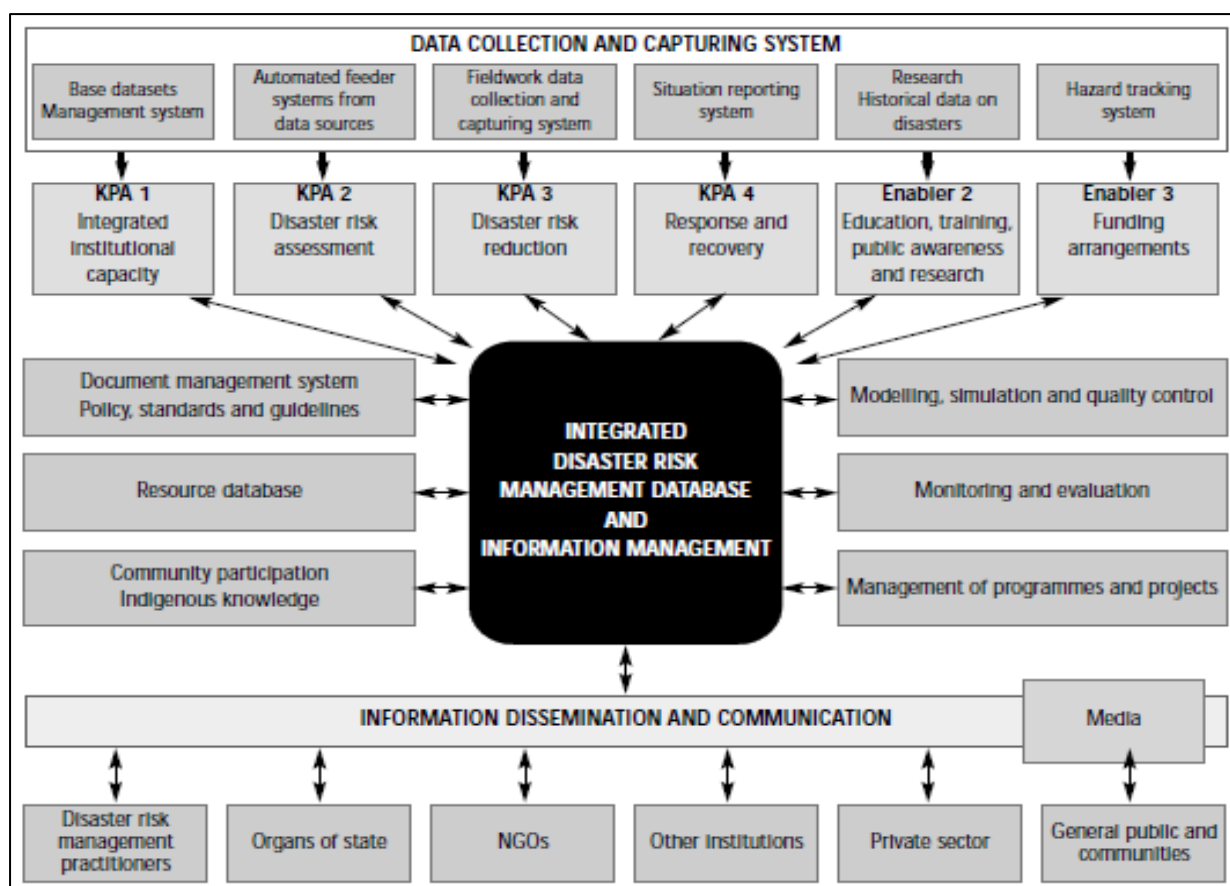 DATA COLLECTION AND CAPTURING SYSTEM
Base datasets
Management system
Automated feeder
systems from
data sources
Fieldwork data
collection and
capturing system
Situation reporting
system
Research
Historical data on
disasters
Hazard tracking
system
KPA 1
Integrated
institutional
capacity
KPA 2
Disaster risk
assessment
KPA 3
Disaster risk
reduction
KPA 4
Response and
recovery
Enabler 2
Education, training,
public awareness
and research
Enabler 3
Funding
arrangements
Document management system
Policy, standards and guidelines
Resource database
Community participation
Indigenous knowledge
INTEGRATED
DISASTER RISK
MANAGEMENT DATABASE
AND
INFORMATION MANAGEMENT
Modelling, simulation and quality control
Monitoring and evaluation
Management of programmes and projects
INFORMATION DISSEMINATION AND COMMUNICATION
Media
Disaster risk
management
practitioners
Organs of state
NGOs
Other institutions
Private sector
General public and
communities